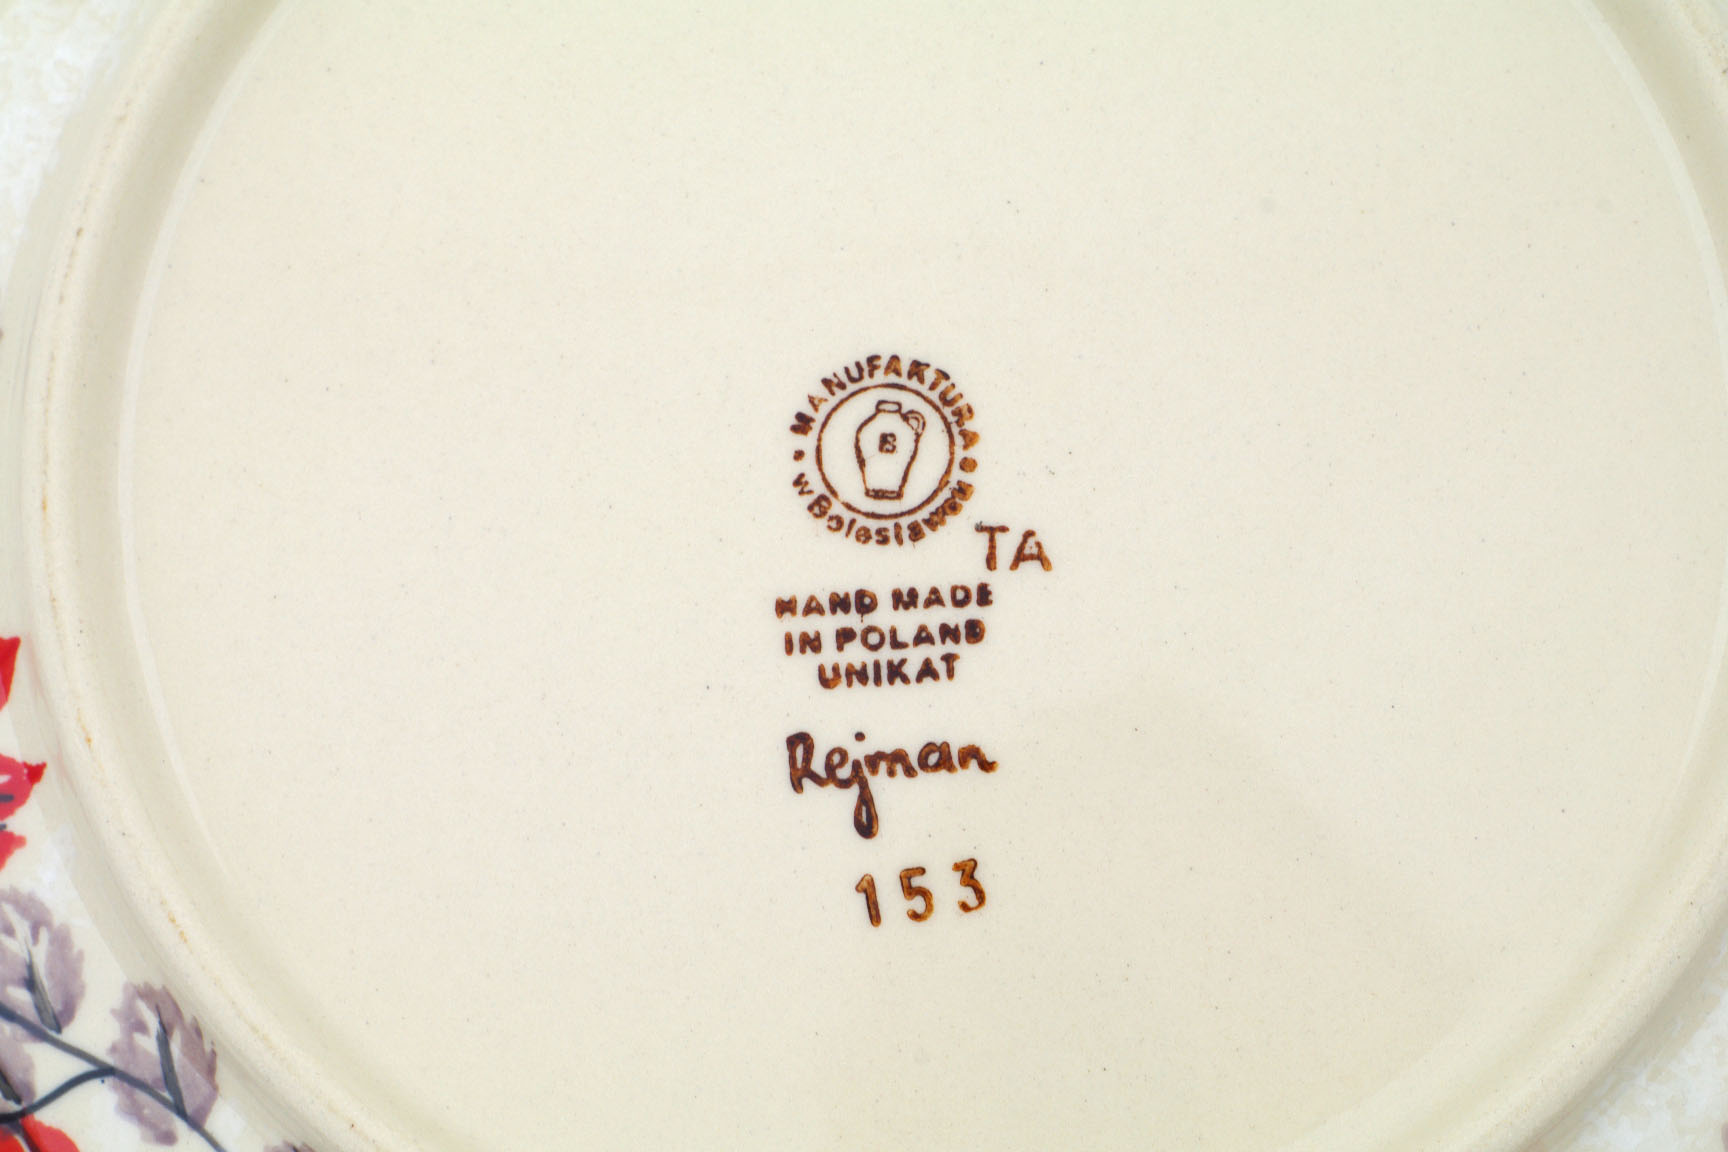 MANUFAKTURA
w Bolesławcu
B
TA
HAND MADE
IN POLAND
UNIKAT
Rejman
153